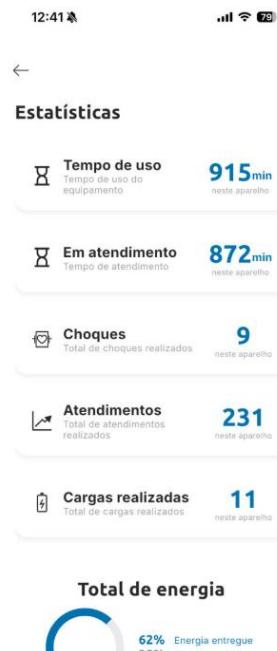 12:41
79
Estatísticas
Tempo de uso
Tempo de uso do
equipamento
915min
neste aparelho
Em atendimento
Tempo de atendimento
872min
neste aparelho
Choques
Total de choques realizados
9
neste aparelho
Atendimentos
Total de atendimentos
realizados
231
neste aparelho
Cargas realizadas
Total de cargas realizados
11
neste aparelho
Total de energia
62% Energia entregue